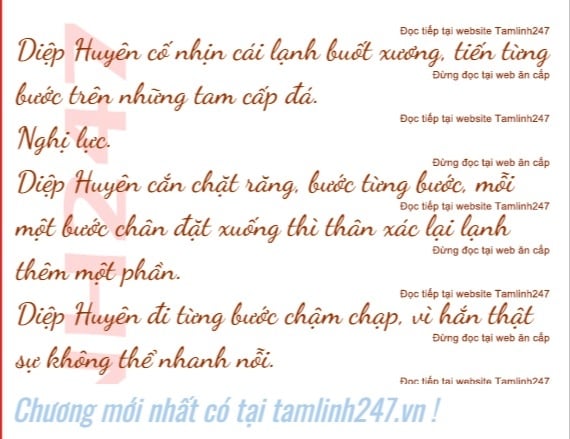 Đọc tiếp tại website Tamlinh247
Diệp Huyên cố nhịn cái lạnh buốt xương, tiến từng
Đừng đọc tại web ăn cắp
bước trên những tam cấp đá.
Đọc tiếp tại website Tamlinh247
Nghị lực.
Đừng đọc tại web ăn cắp
Diệp Huyên cắn chặt răng, bước từng bước, mỗi
Đọc tiếp tại website Tamlinh247
một bước chân đặt xuống thì thân xác lại lạnh
Đừng đọc tại web ăn cắp
thêm một phần.
Đọc tiếp tại website Tamlinh247
Diệp Huyên đi từng bước chậm chạp, vì hắn thật
Đừng đọc tại web ăn cắp
sự không thể nhanh nỗi.
Đọc tiếp tại website Tamlinh247
Chương mới nhất có tại tamlinh247.vn !
NH247